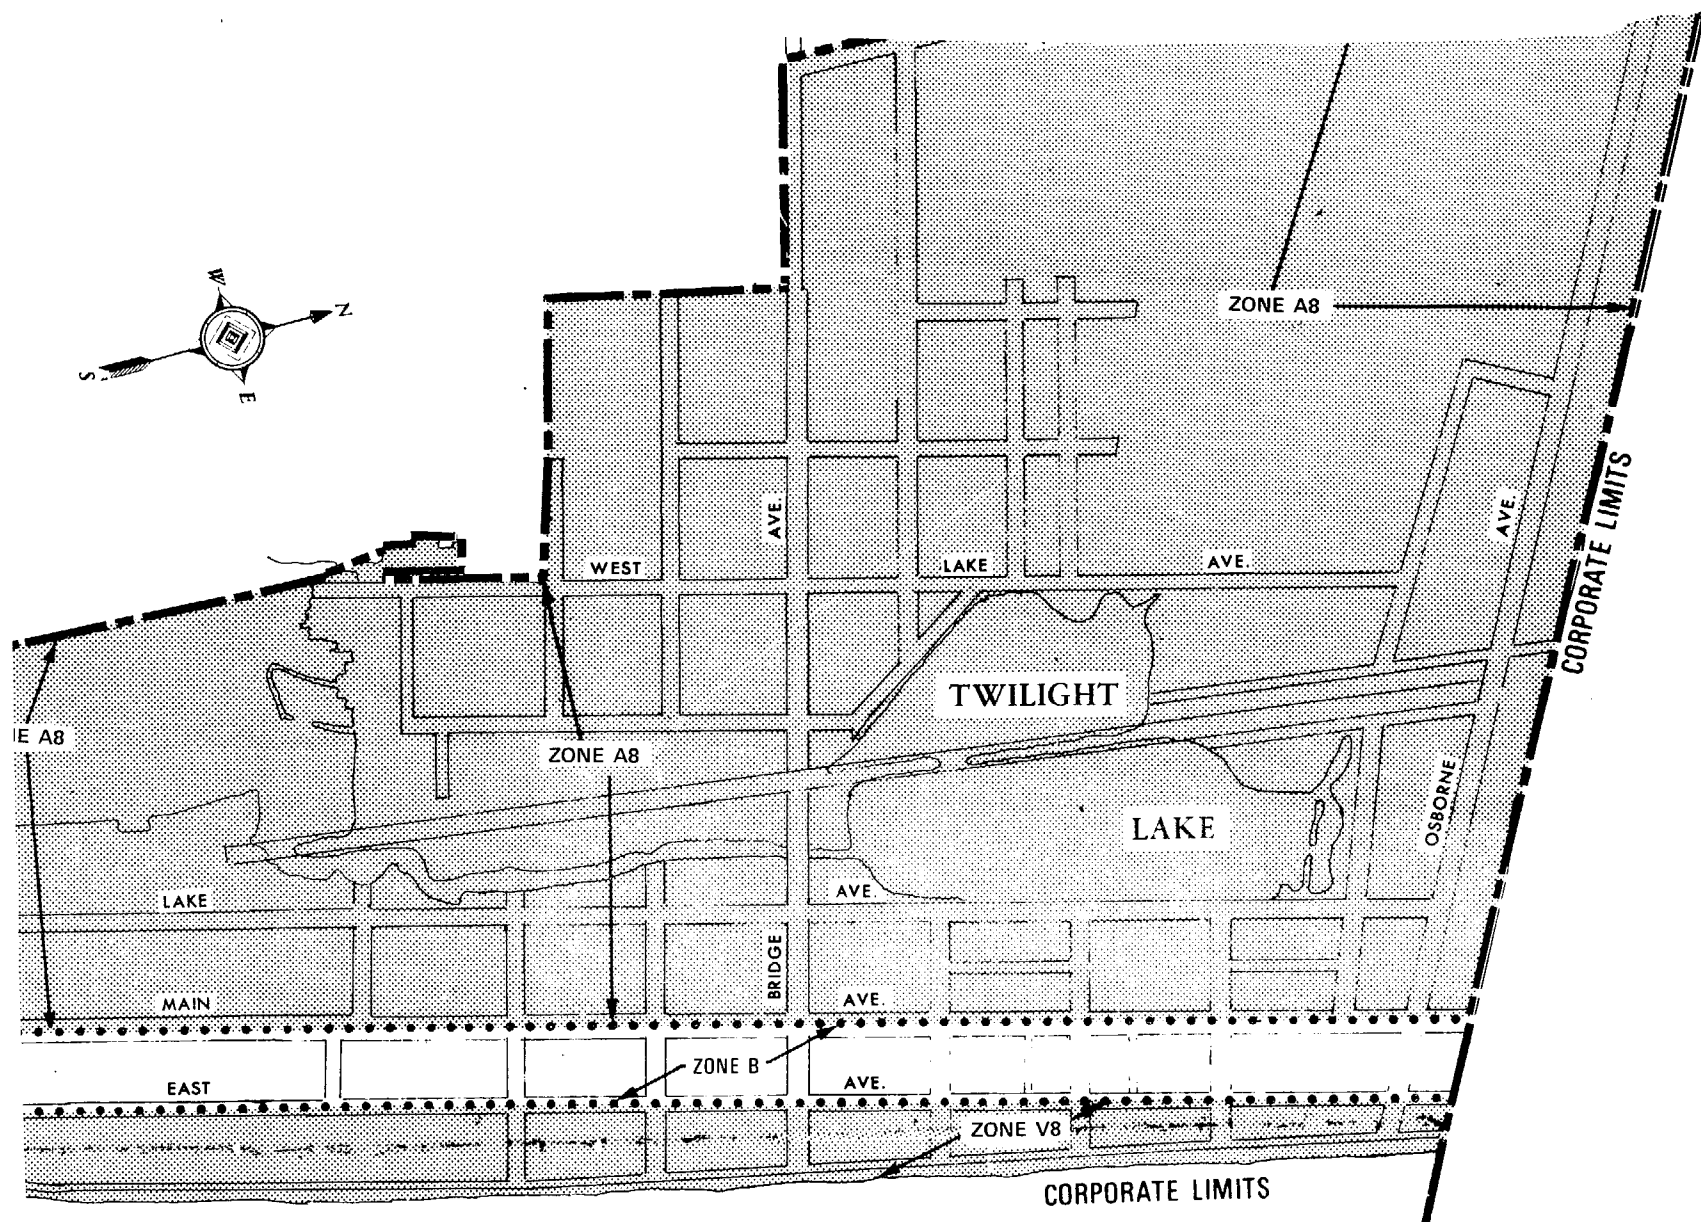 W
N
S
E
ZONE A8
CORPORATE LIMITS
AVE.
AVE.
WEST
LAKE
AVE.
TWILIGHT
E A8
ZONE A8
LAKE
OSBORNE
LAKE
AVE.
BRIDGE
MAIN
AVE.
ZONE B
EAST
AVE.
ZONE V8
CORPORATE LIMITS